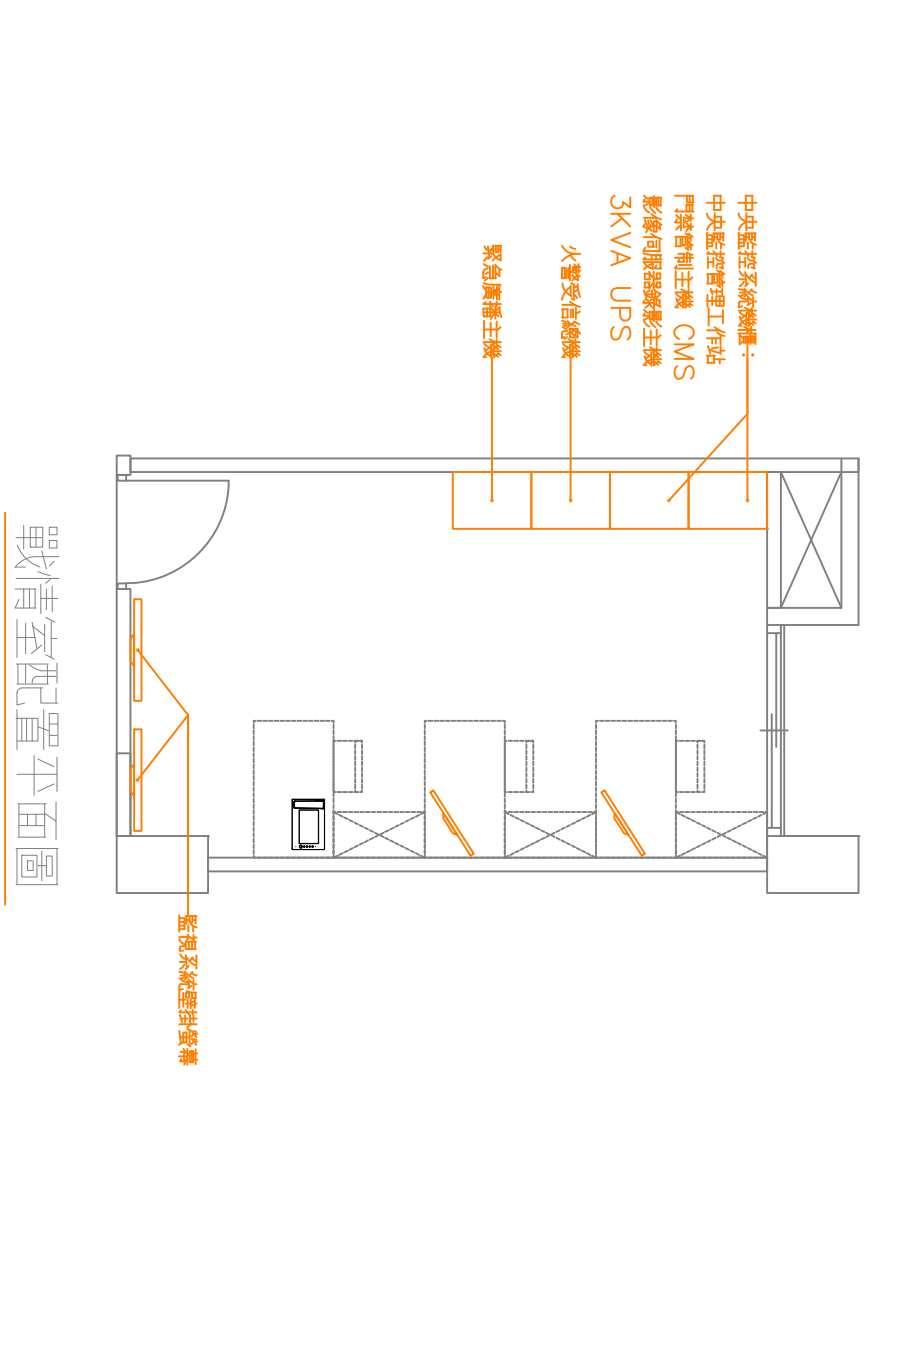 中央監控系統機櫃：
中央監控管理工作站
門禁管制主機 CMS
影像伺服器錄影主機
3KVA UPS
火警受信總機
緊急廣播主機
監視系統壁掛螢幕
戰情室配置平面圖